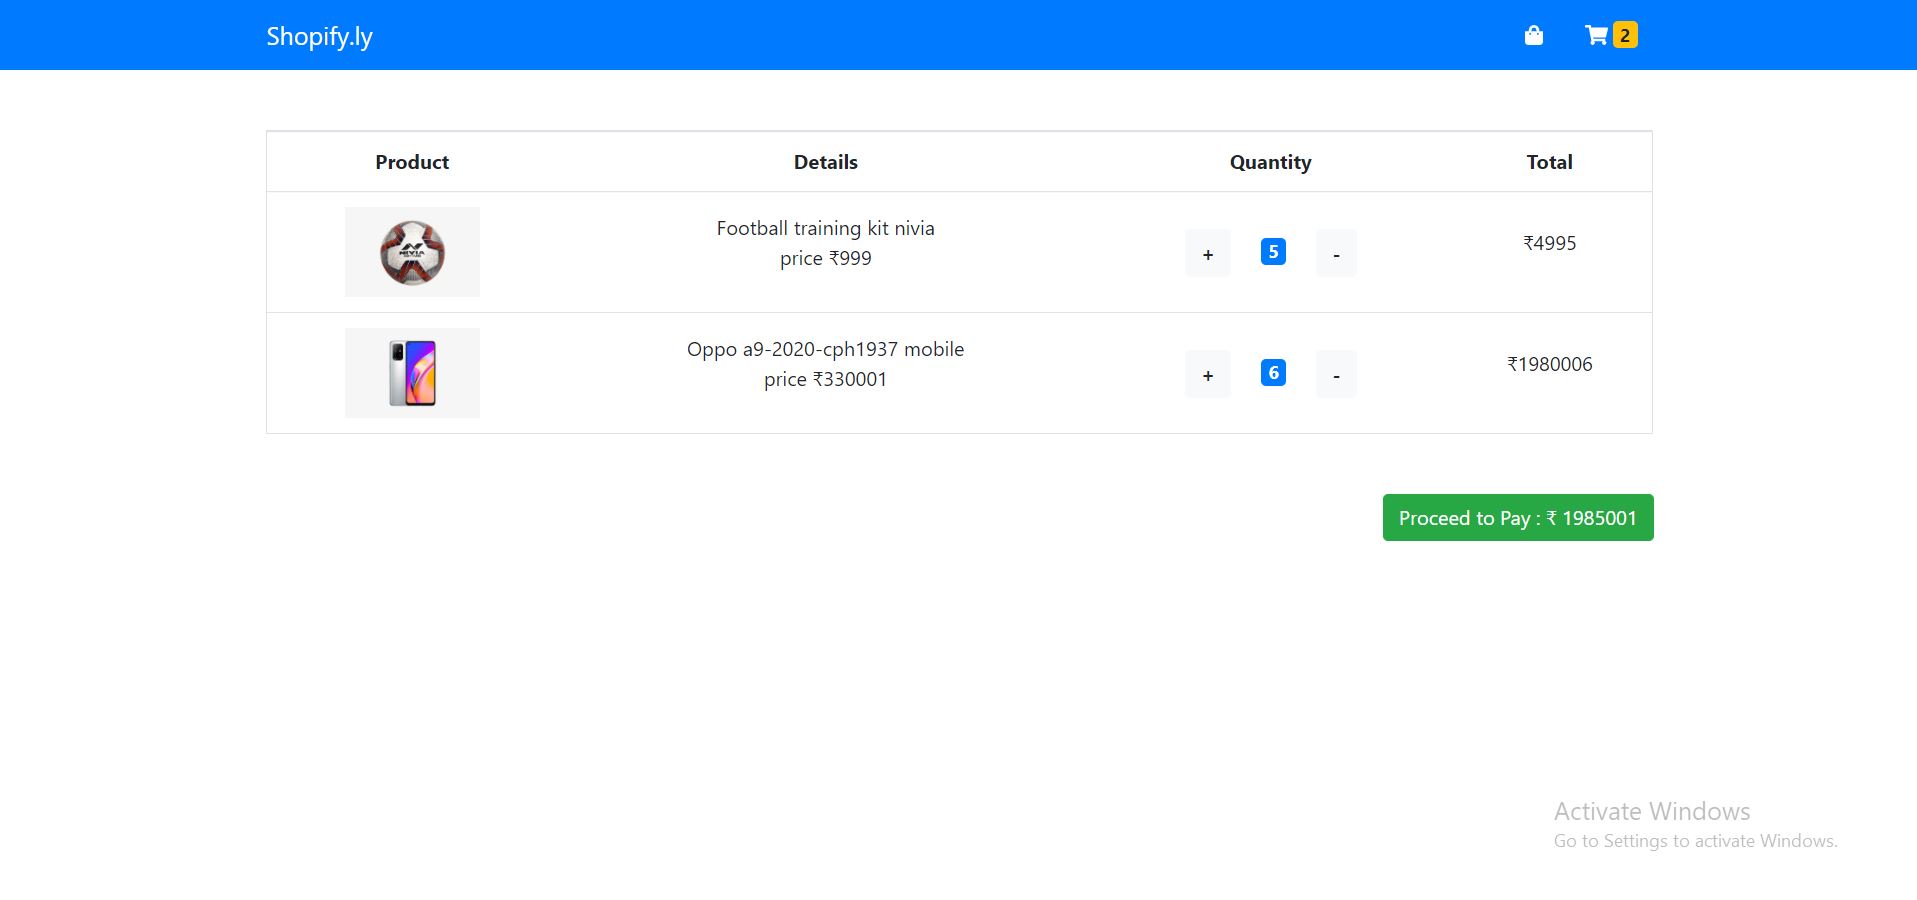 Shopify.ly 2
Product Details Quantity Total
NIVIA
Football training kit nivia
price ₹999
+ 5 -
₹4995
Oppo a9-2020-cph1937 mobile
price ₹330001
+ 6 -
₹1980006
Proceed to Pay : ₹ 1985001
Activate Windows
Go to Settings to activate Windows.